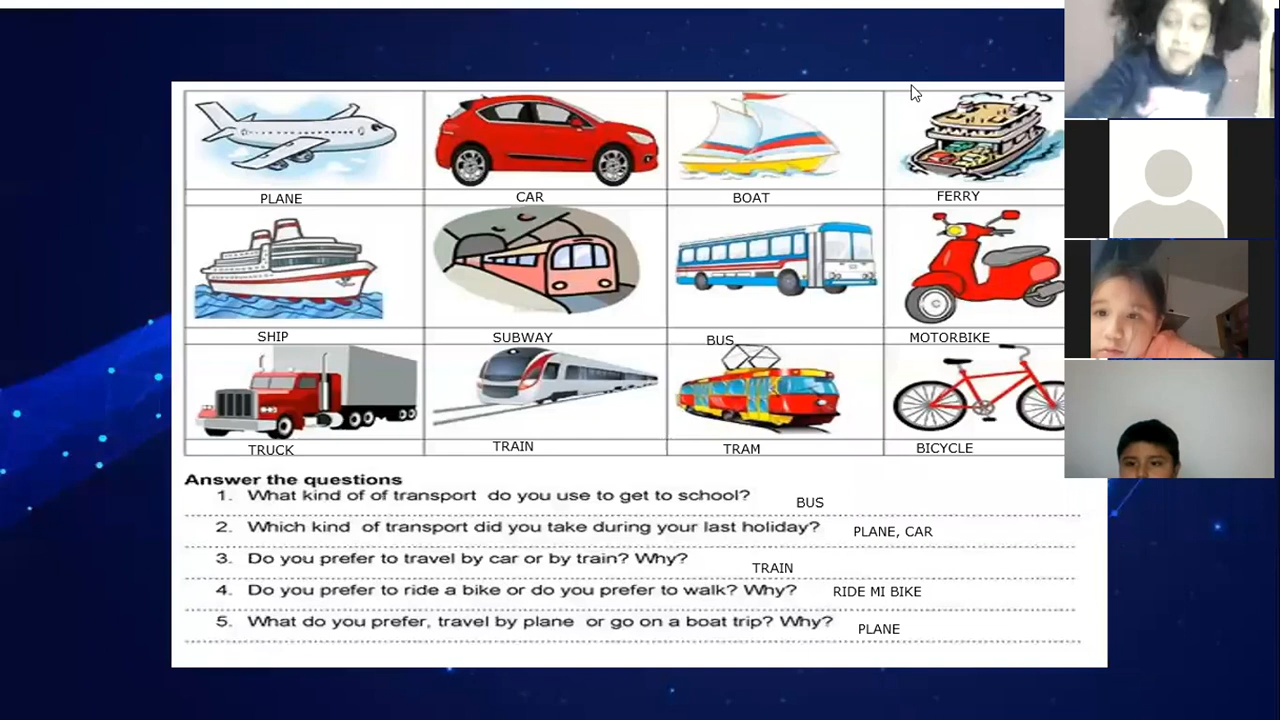 PLANE CAR BOAT FERRY
SHIP SUBWAY BUS MOTORBIKE
TRUCK TRAIN TRAM BICYCLE
Answer the questions
1. What kind of of transport do you use to get to school? BUS
2. Which kind of transport did you take during your last holiday? PLANE, CAR
3. Do you prefer to travel by car or by train? Why? TRAIN
4. Do you prefer to ride a bike or do you prefer to walk? Why? RIDE MI BIKE
5. What do you prefer, travel by plane or go on a boat trip? Why? PLANE